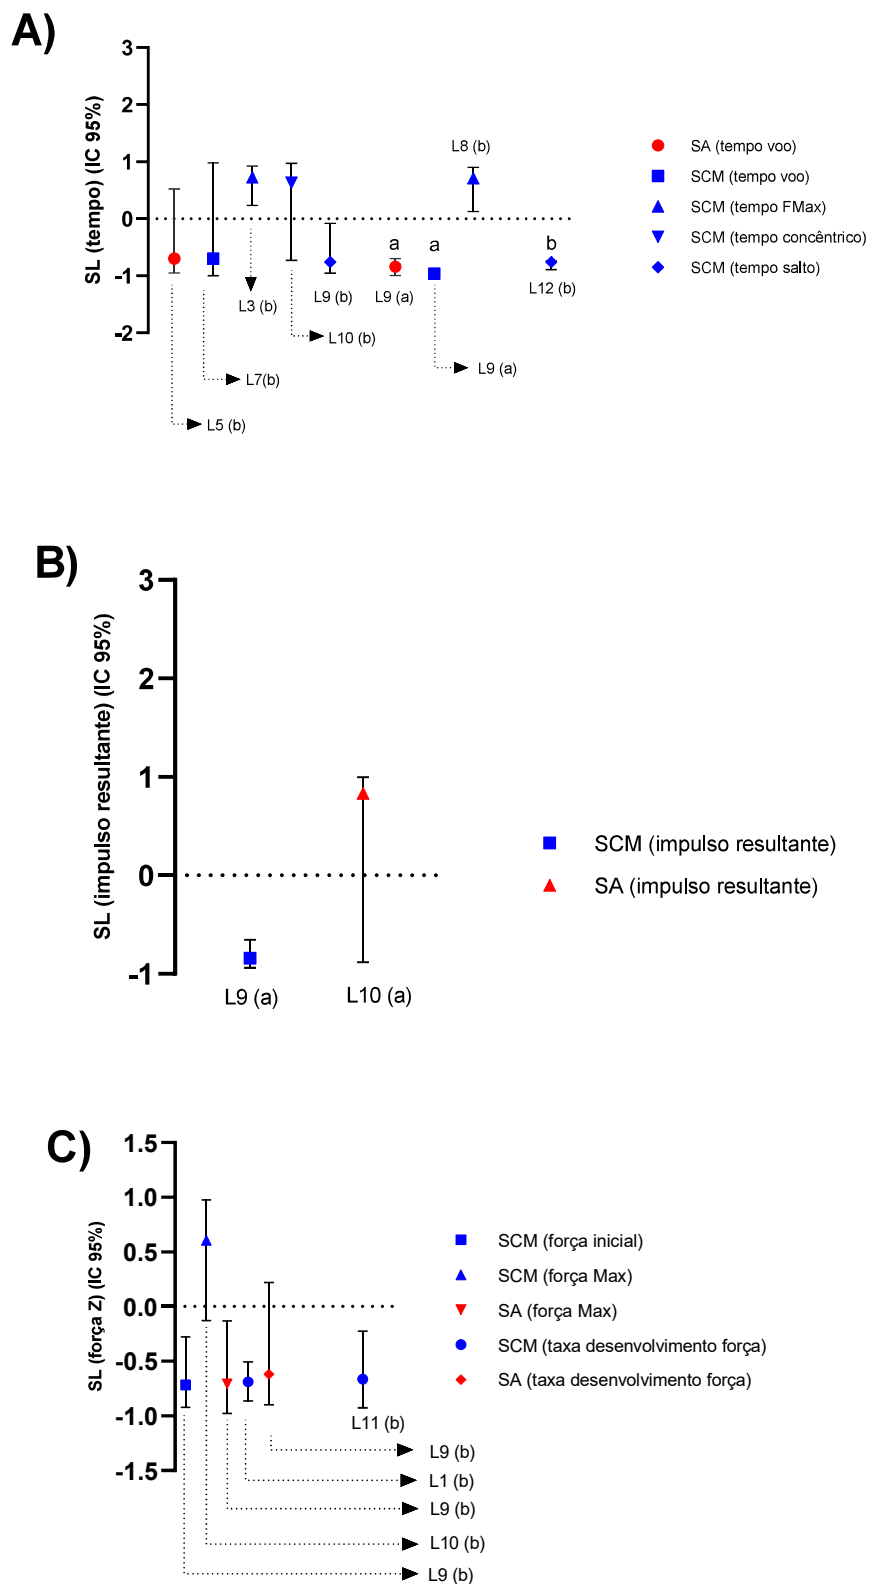 A)
SL (tempo) (IC 95%)
3
2
1
0
-1
-2
L8 (b)
a
a
b
L3 (b)
L9 (b)
L9 (a)
L12 (b)
L10 (b)
L9 (a)
L7(b)
L5 (b)
SA (tempo voo)
SCM (tempo voo)
SCM (tempo FMax)
SCM (tempo concêntrico)
SCM (tempo salto)
B)
SL (impulso resultante) (IC 95%)
3
2
1
0
-1
L9 (a)
L10 (a)
SCM (impulso resultante)
SA (impulso resultante)
C)
SL (força Z) (IC 95%)
1.5
1.0
0.5
0.0
-0.5
-1.0
-1.5
L11 (b)
L9 (b)
L1 (b)
L9 (b)
L10 (b)
L9 (b)
SCM (força inicial)
SCM (força Max)
SA (força Max)
SCM (taxa desenvolvimento força)
SA (taxa desenvolvimento força)